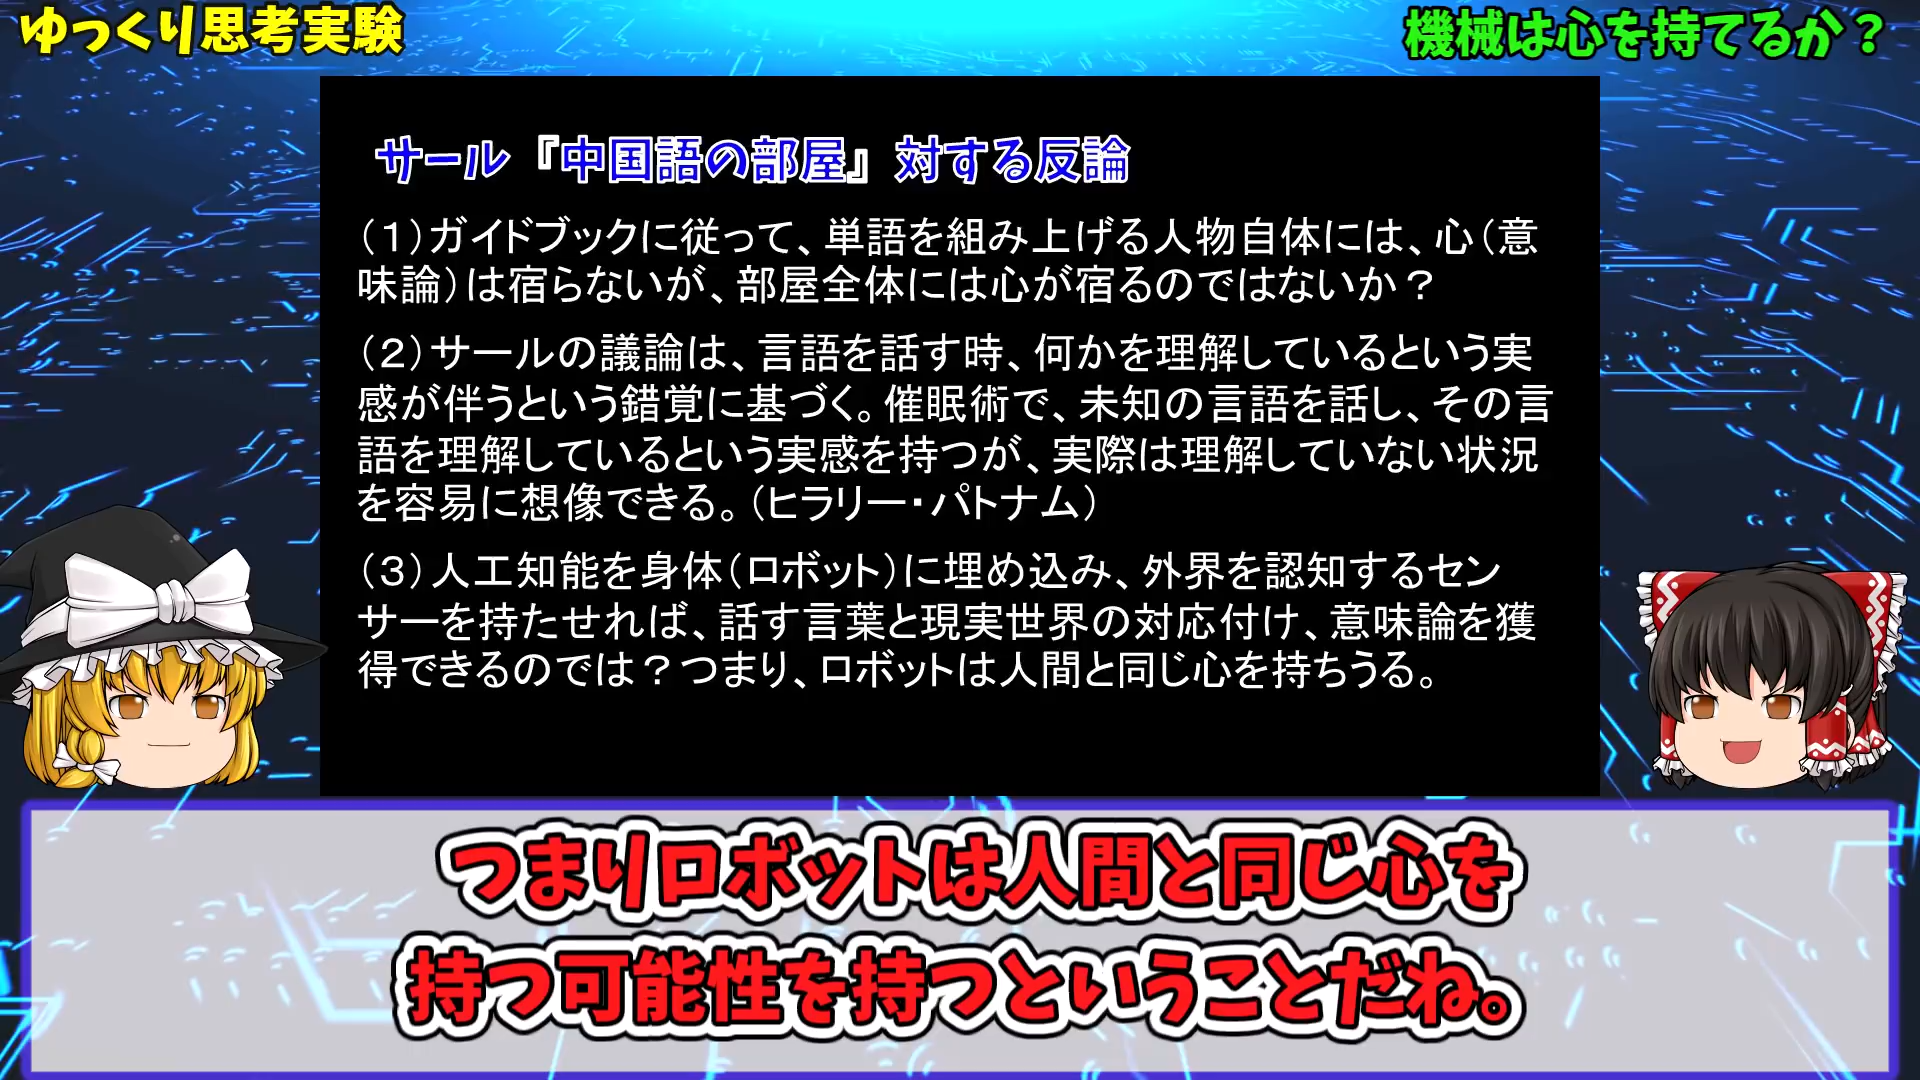 ゆっくり思考実験
機械は心を持てるか？
サール『中国語の部屋』対する反論
（１）ガイドブックに従って、単語を組み上げる人物自体には、心（意
味論）は宿らないが、部屋全体には心が宿るのではないか？
（２）サールの議論は、言語を話す時、何かを理解しているという実
感が伴うという錯覚に基づく。催眠術で、未知の言語を話し、その言
語を理解しているという実感を持つが、実際は理解していない状況
を容易に想像できる。（ヒラリー・パトナム）
（３）人工知能を身体（ロボット）に埋め込み、外界を認知するセン
サーを持たせれば、話す言葉と現実世界の対応付け、意味論を獲
得できるのでは？つまり、ロボットは人間と同じ心を持ちうる。
つまりロボットは人間と同じ心を
持つ可能性を持つということだね。